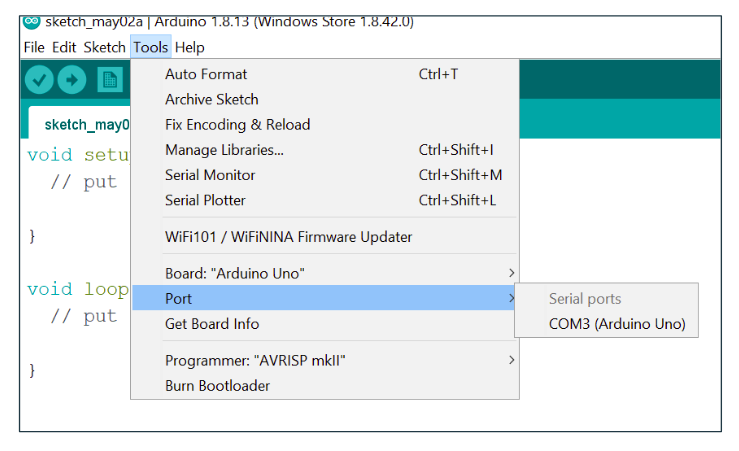 sketch_may02a | Arduino 1.8.13 (Windows Store 1.8.42.0)
File Edit Sketch Tools Help
Auto Format Ctrl+T
Archive Sketch
sketch_may0 Fix Encoding & Reload
void setu Manage Libraries... Ctrl+Shift+I
// put Serial Monitor Ctrl+Shift+M
Serial Plotter Ctrl+Shift+L
} WiFi101 / WiFiNINA Firmware Updater
Board: "Arduino Uno" >
void loop Port > Serial ports
// put Get Board Info COM3 (Arduino Uno)
} Programmer: "AVRISP mkII" >
Burn Bootloader